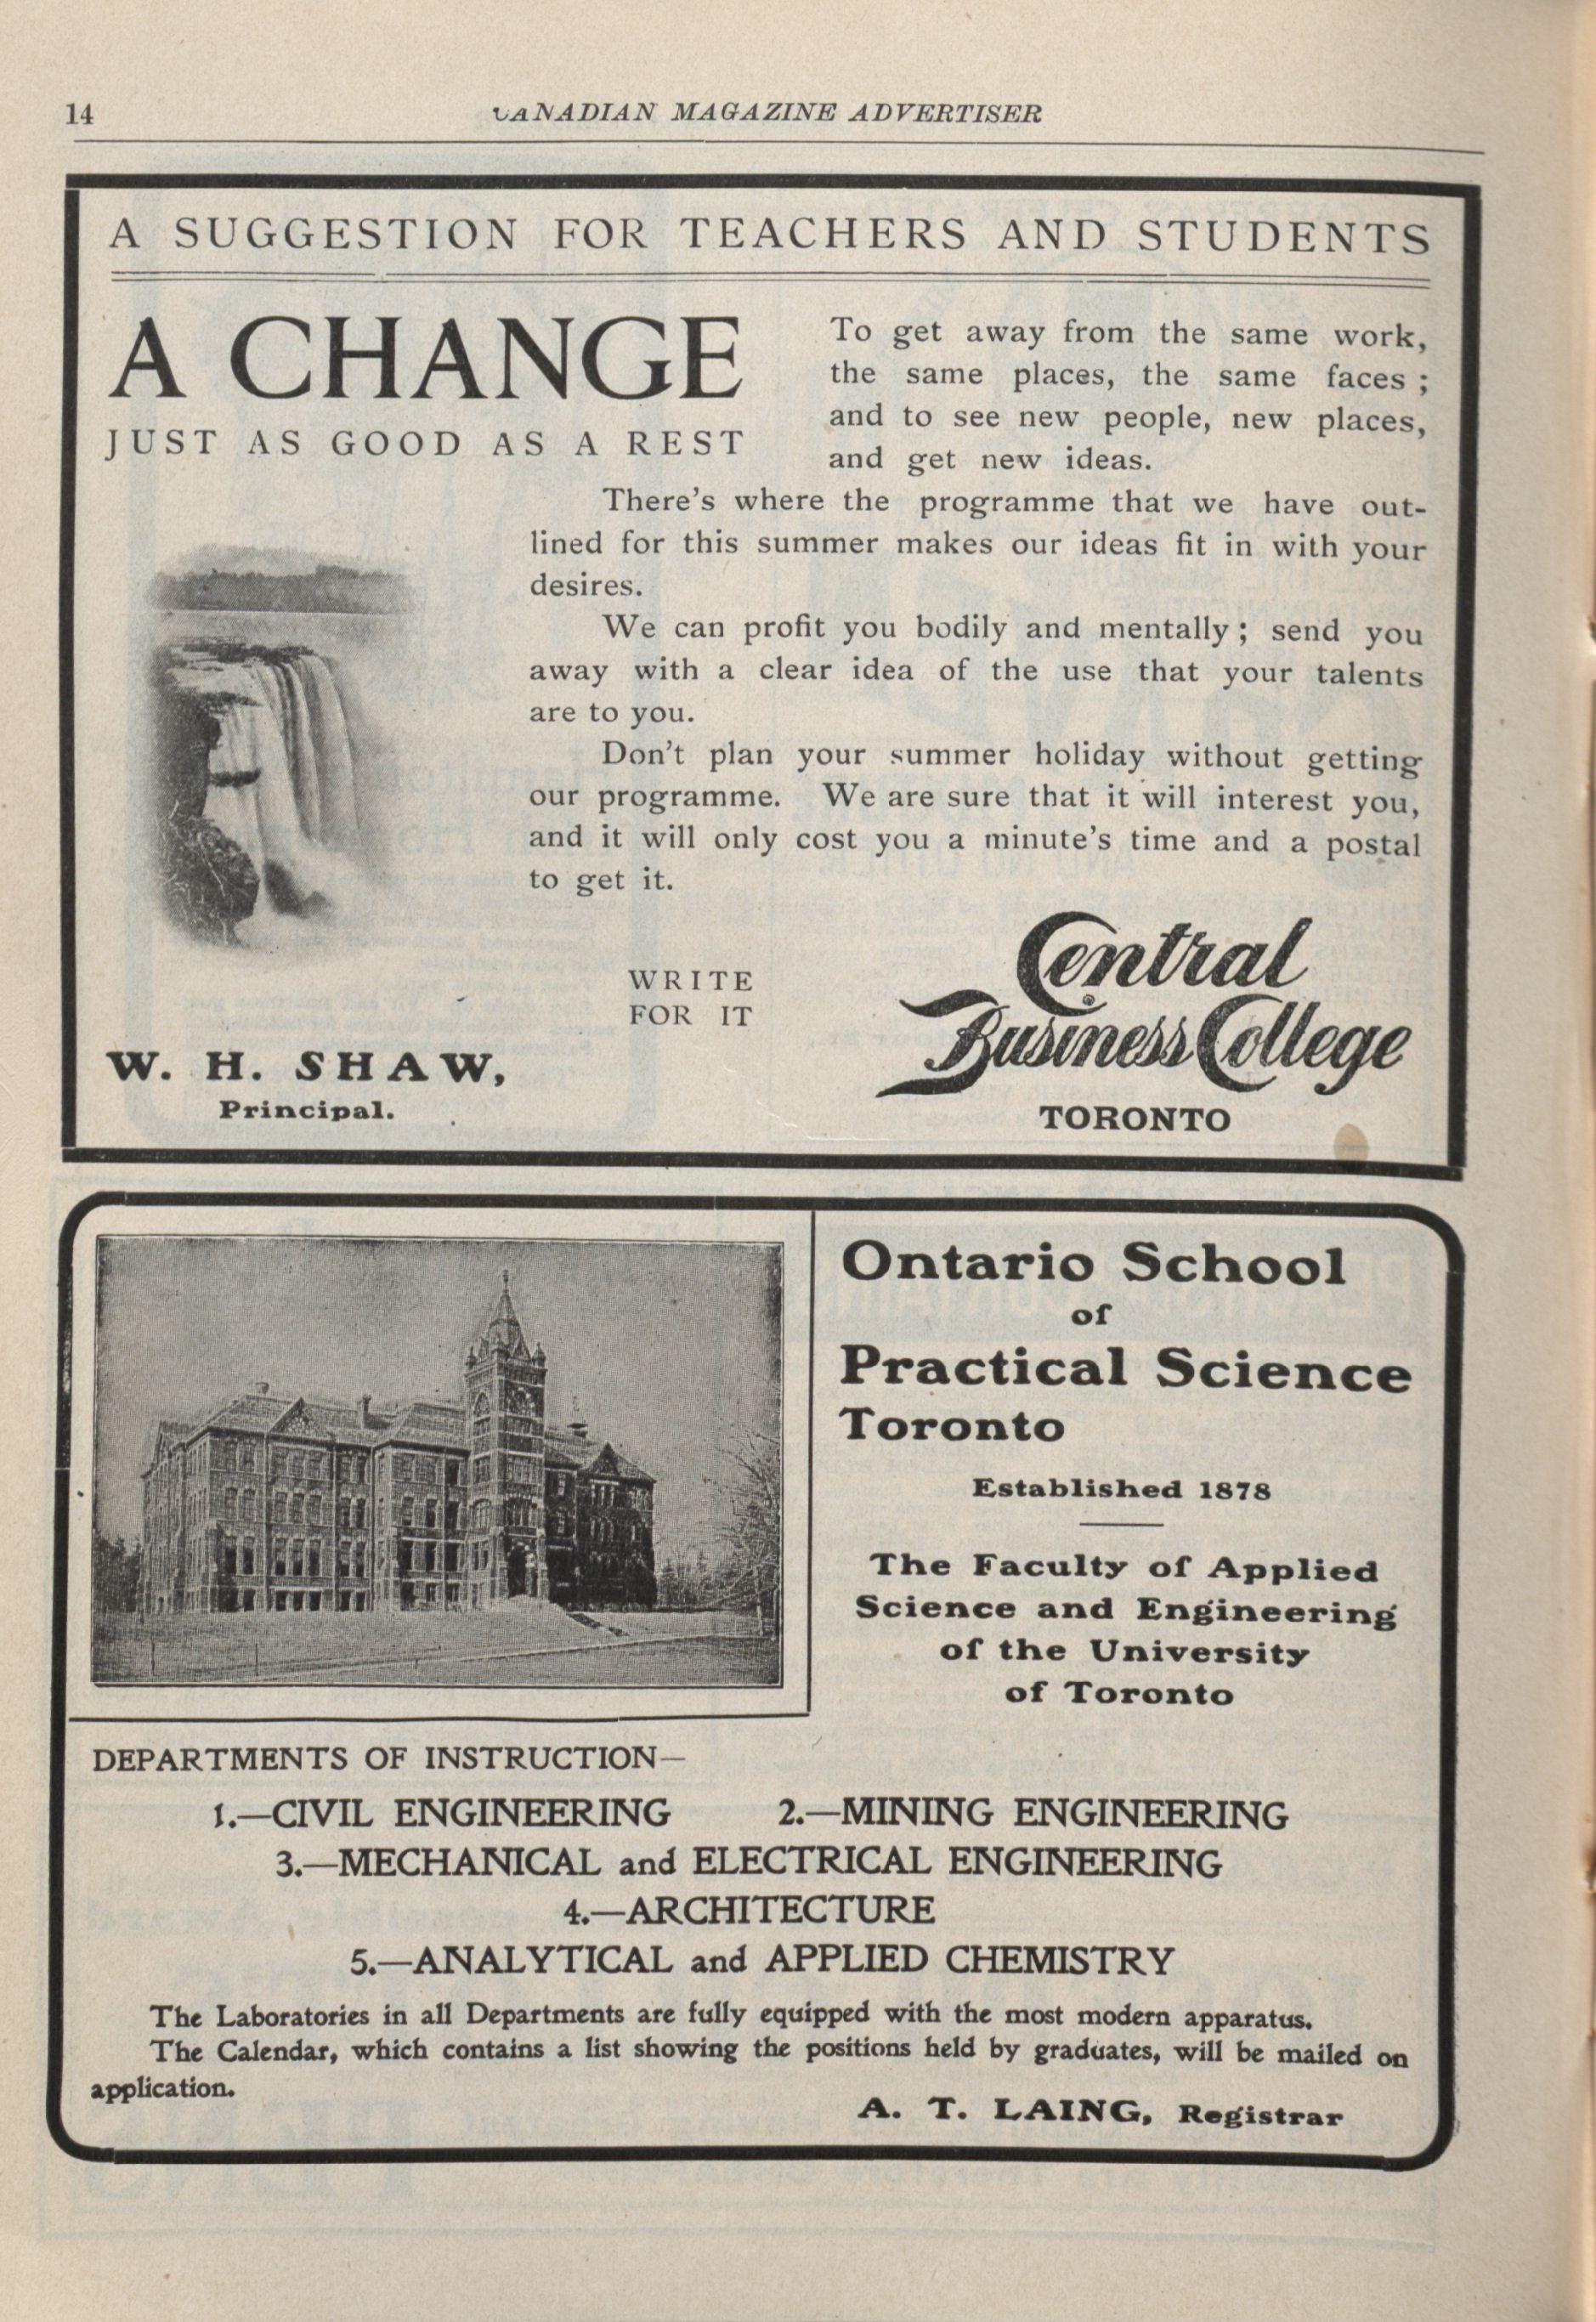 14
CANADIAN MAGAZINE ADVERTISER
A SUGGESTION FOR TEACHERS AND STUDENTS
A CHANGE
JUST AS GOOD AS A REST
To get away from the same work,
the same places, the same faces ;
and to see new people, new places,
and get new ideas.
There's where the programme that we have out-
lined for this summer makes our ideas fit in with your
desires.
We can profit you bodily and mentally ; send you
away with a clear idea of the use that your talents
are to you.
Don't plan your summer holiday without getting
our programme. We are sure that it will interest you,
and it will only cost you a minute's time and a postal
to get it.
WRITE
FOR IT
W. H. SHAW,
Principal.
Central
Business College
TORONTO
Ontario School
of
Practical Science
Toronto
Established 1878
The Faculty of Applied
Science and Engineering
of the University
of Toronto
DEPARTMENTS OF INSTRUCTION—
1.—CIVIL ENGINEERING 2.—MINING ENGINEERING
3.—MECHANICAL and ELECTRICAL ENGINEERING
4.—ARCHITECTURE
5.—ANALYTICAL and APPLIED CHEMISTRY
The Laboratories in all Departments are fully equipped with the most modern apparatus.
The Calendar, which contains a list showing the positions held by graduates, will be mailed on
application.
A. T. LAING, Registrar